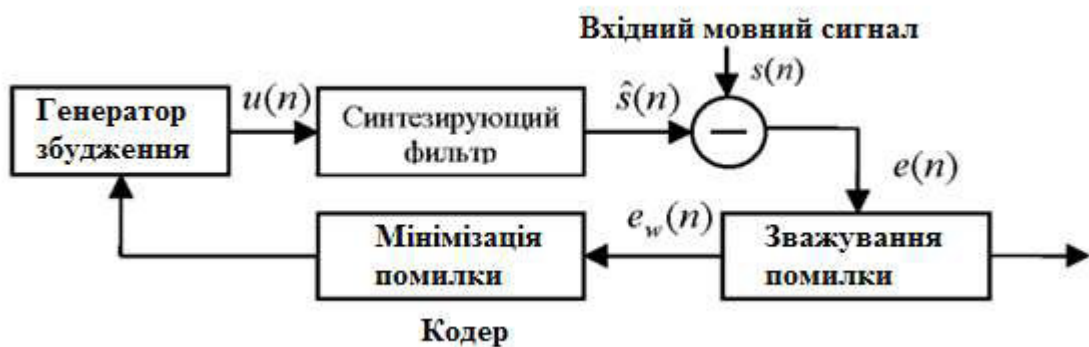 Вхідний мовний сигнал
s(n)
Генератор
збудження
u(n)
Синтезирующий
фильтр
ŝ(n)
−
e(n)
Мінімізація
помилки
e_w(n)
Зважування
помилки
Кодер